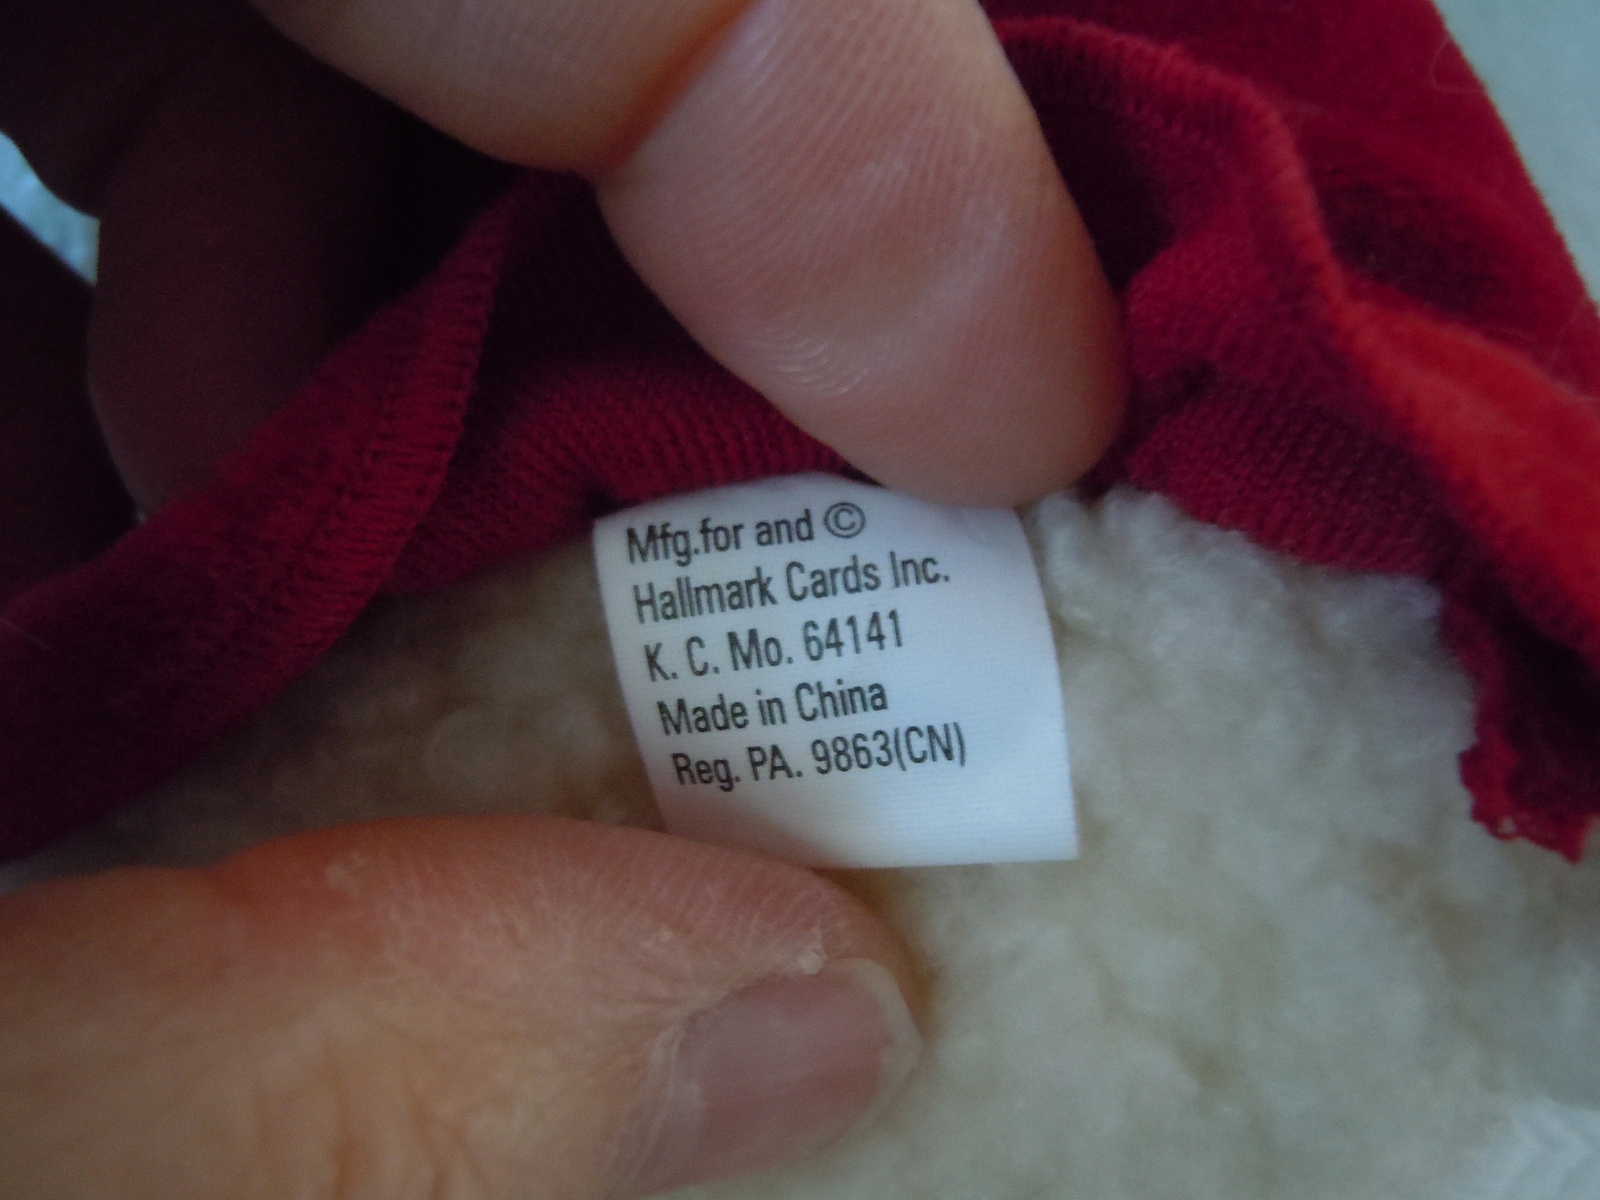 Mfg.for and ©
Hallmark Cards Inc.
K. C. Mo. 64141
Made in China
Reg. PA. 9863(CN)